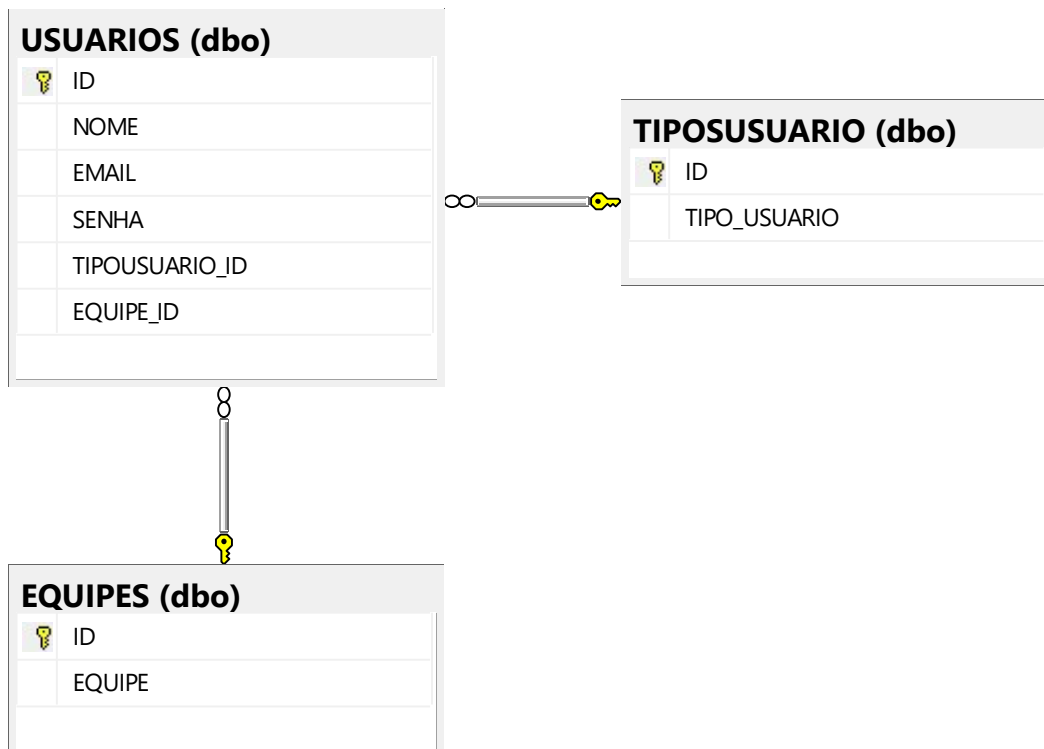 USUARIOS (dbo)
ID
NOME
EMAIL
SENHA
TIPOUSUARIO_ID
EQUIPE_ID
TIPOSUSUARIO (dbo)
ID
TIPO_USUARIO
EQUIPES (dbo)
ID
EQUIPE